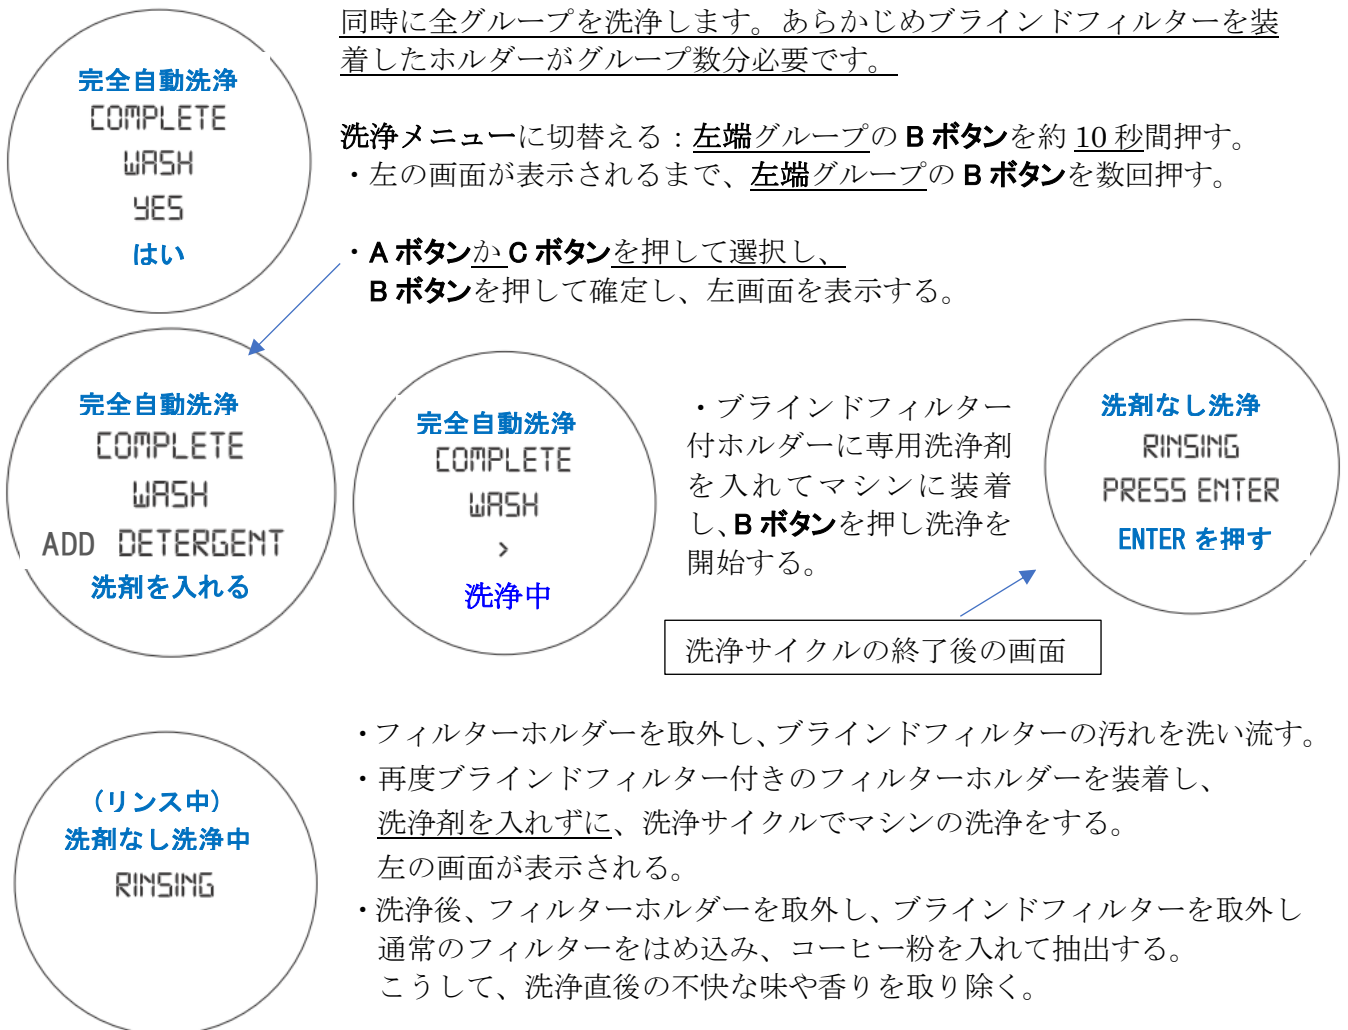 同時に全グループを洗浄します。あらかじめブラインドフィルターを装
着したホルダーがグループ数分必要です。
完全自動洗浄
COMPLETE
WASH
YES
はい
洗浄メニューに切替える：左端グループの B ボタンを約 10 秒間押す。
・左の画面が表示されるまで、左端グループの B ボタンを数回押す。
・A ボタンか C ボタンを押して選択し、
B ボタンを押して確定し、左画面を表示する。
完全自動洗浄
COMPLETE
WASH
ADD DETERGENT
洗剤を入れる
完全自動洗浄
COMPLETE
WASH
>
洗浄中
・ブラインドフィルター
付ホルダーに専用洗浄剤
を入れてマシンに装着
し、B ボタンを押し洗浄を
開始する。
洗剤なし洗浄
RINSING
PRESS ENTER
ENTER を押す
洗浄サイクルの終了後の画面
（リンス中）
洗剤なし洗浄中
RINSING
・フィルターホルダーを取外し、ブラインドフィルターの汚れを洗い流す。
・再度ブラインドフィルター付きのフィルターホルダーを装着し、
洗浄剤を入れずに、洗浄サイクルでマシンの洗浄をする。
左の画面が表示される。
・洗浄後、フィルターホルダーを取外し、ブラインドフィルターを取外し
通常のフィルターをはめ込み、コーヒー粉を入れて抽出する。
こうして、洗浄直後の不快な味や香りを取り除く。